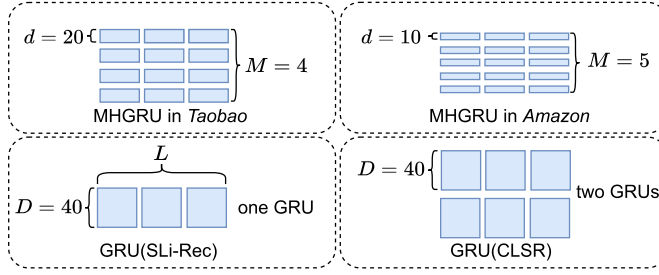 d = 20
M = 4
MHGRU in Taobao
d = 10
M = 5
MHGRU in Amazon
L
D = 40
one GRU
GRU(SLi-Rec)
D = 40
two GRUs
GRU(CLSR)